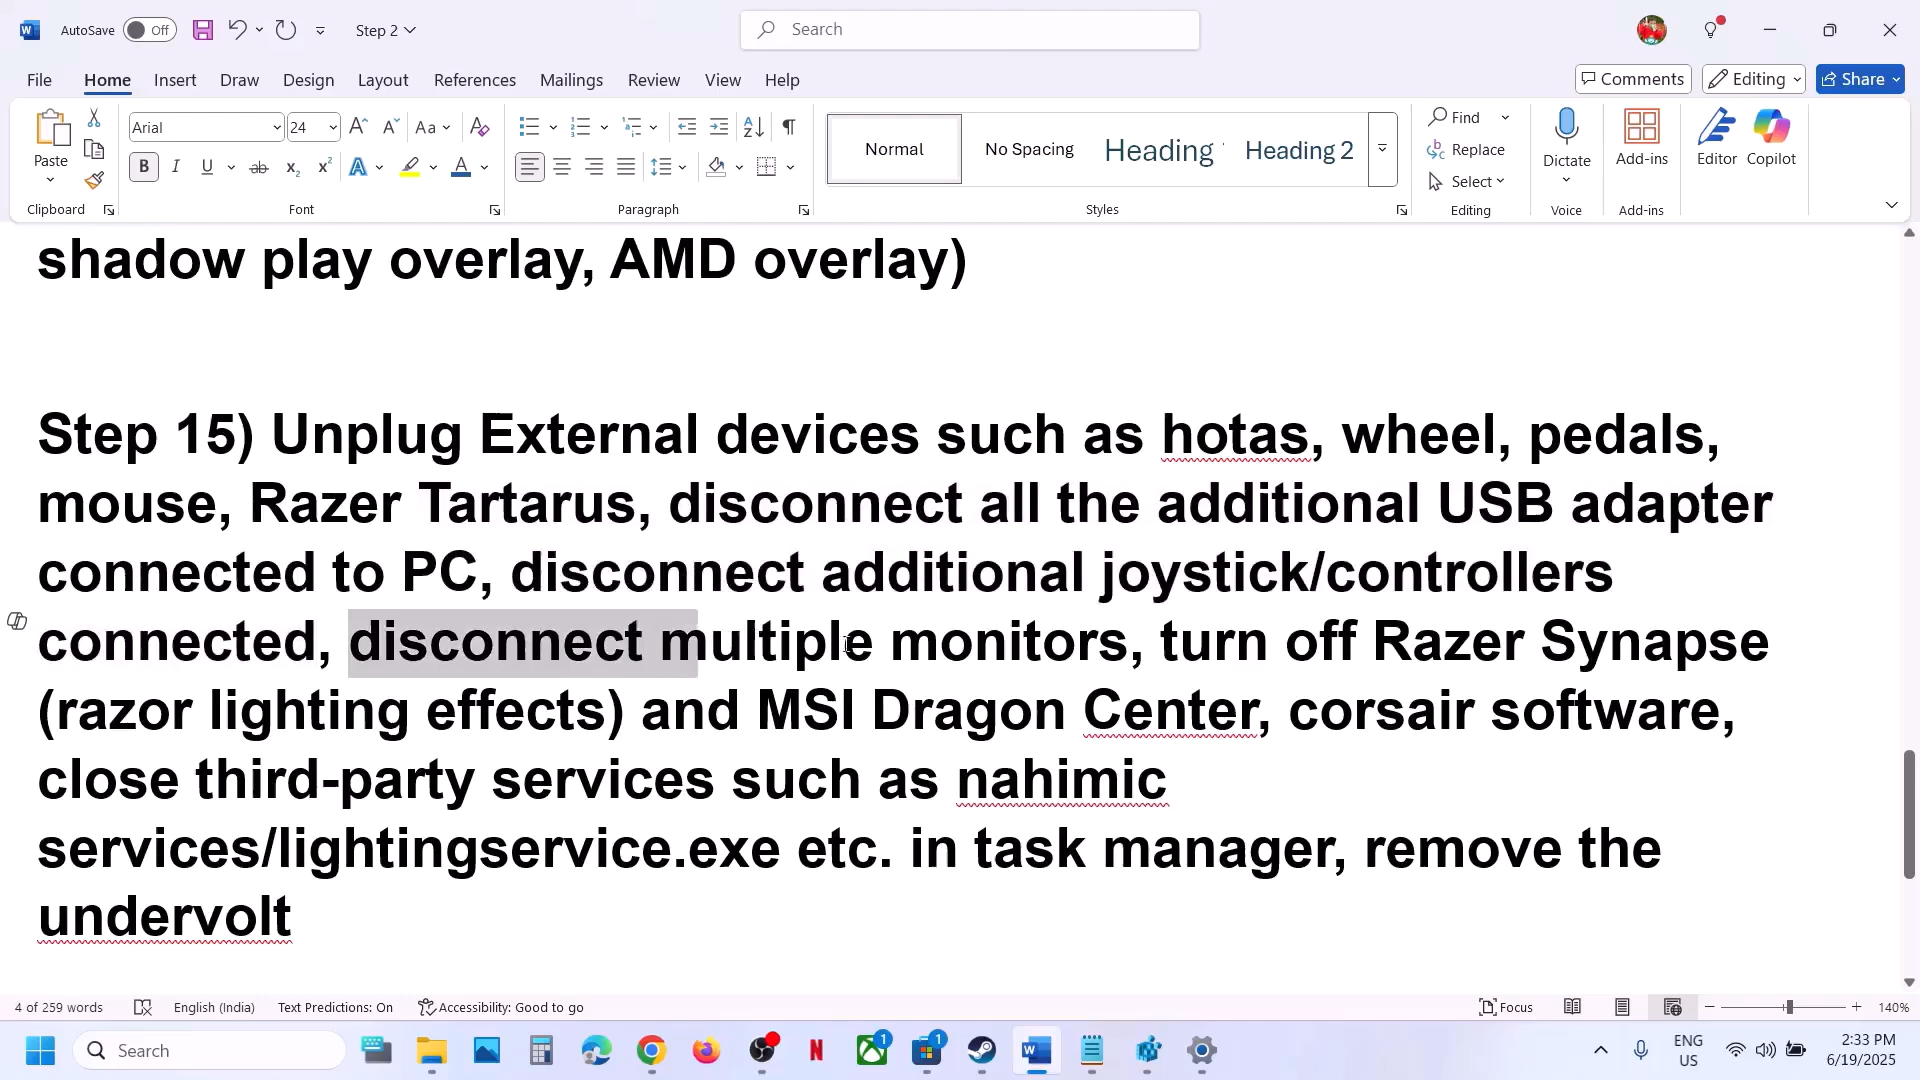 AutoSave
Off
Step 2
Search
File
Home
Insert
Draw
Design
Layout
References
Mailings
Review
View
Help
Comments
Editing
Share
Paste
Clipboard
Arial
24
Font
Paragraph
Normal
No Spacing
Heading
Heading 2
Styles
Find
Replace
Select
Editing
Dictate
Voice
Add-ins
Add-ins
Editor
Copilot
shadow play overlay, AMD overlay)
Step 15) Unplug External devices such as hotas, wheel, pedals,
mouse, Razer Tartarus, disconnect all the additional USB adapter
connected to PC, disconnect additional joystick/controllers
connected, disconnect multiple monitors, turn off Razer Synapse
(razor lighting effects) and MSI Dragon Center, corsair software,
close third-party services such as nahimic
services/lightingservice.exe etc. in task manager, remove the
undervolt
4 of 259 words
English (India)
Text Predictions: On
Accessibility: Good to go
Focus
140%
Search
1
1
ENG
US
2:33 PM
6/19/2025